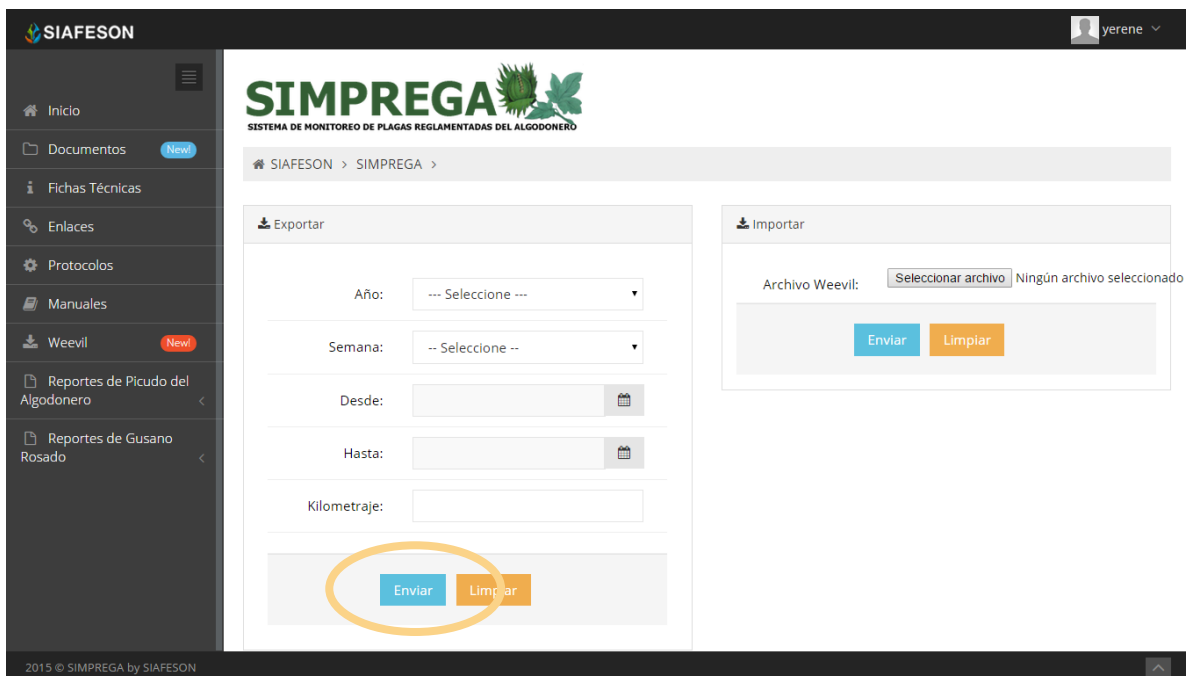 SIAFESON
yerene
Inicio
Documentos New!
Fichas Técnicas
Enlaces
Protocolos
Manuales
Weevil New!
Reportes de Picudo del
Algodonero
Reportes de Gusano
Rosado
SIMPREGA
SISTEMA DE MONITOREO DE PLAGAS REGLAMENTADAS DEL ALGODONERO
SIAFESON > SIMPREGA >
Exportar
Año: --- Seleccione ---
Semana: -- Seleccione --
Desde:
Hasta:
Kilometraje:
Enviar Limpiar
Importar
Archivo Weevil: Seleccionar archivo Ningún archivo seleccionado
Enviar Limpiar
2015 © SIMPREGA by SIAFESON